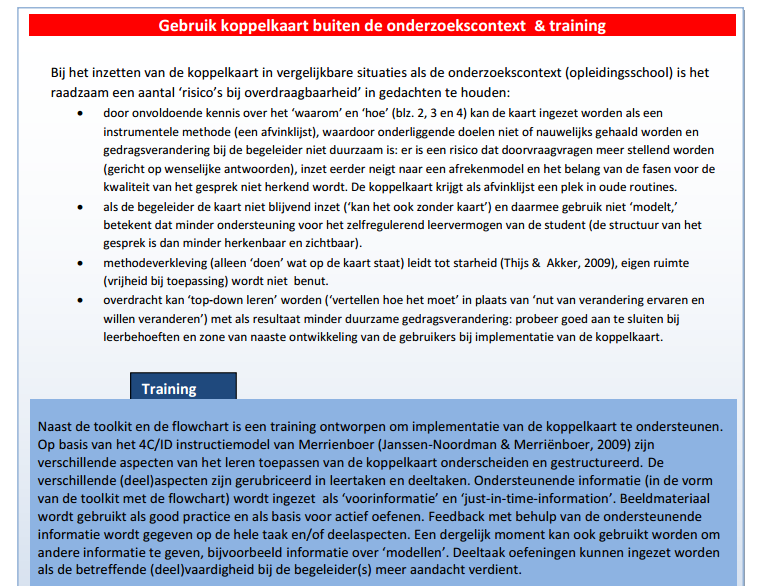 Gebruik koppelkaart buiten de onderzoekscontext & training
Bij het inzetten van de koppelkaart in vergelijkbare situaties als de onderzoekscontext (opleidingsschool) is het
raadzaam een aantal ‘risico’s bij overdraagbaarheid’ in gedachten te houden:
• door onvoldoende kennis over het ‘waarom’ en ‘hoe’ (blz. 2, 3 en 4) kan de kaart ingezet worden als een
instrumentele methode (een afvinklijst), waardoor onderliggende doelen niet of nauwelijks gehaald worden en
gedragsverandering bij de begeleider niet duurzaam is: er is een risico dat doorvraagvragen meer stellend worden
(gericht op wenselijke antwoorden), inzet eerder neigt naar een afrekenmodel en het belang van de fasen voor de
kwaliteit van het gesprek niet herkend wordt. De koppelkaart krijgt als afvinklijst een plek in oude routines.
• als de begeleider de kaart niet blijvend inzet (‘kan het ook zonder kaart’) en daarmee gebruik niet ‘modelt,’
betekent dat minder ondersteuning voor het zelfregulerend leervermogen van de student (de structuur van het
gesprek is dan minder herkenbaar en zichtbaar).
• methodeverkleving (alleen ‘doen’ wat op de kaart staat) leidt tot starheid (Thijs & Akker, 2009), eigen ruimte
(vrijheid bij toepassing) wordt niet benut.
• overdracht kan ‘top-down leren’ worden (‘vertellen hoe het moet’ in plaats van ‘nut van verandering ervaren en
willen veranderen’) met als resultaat minder duurzame gedragsverandering: probeer goed aan te sluiten bij
leerbehoeften en zone van naaste ontwikkeling van de gebruikers bij implementatie van de koppelkaart.
Training
Naast de toolkit en de flowchart is een training ontworpen om implementatie van de koppelkaart te ondersteunen.
Op basis van het 4C/ID instructiemodel van Merrienboer (Janssen-Noordman & Merriënboer, 2009) zijn
verschillende aspecten van het leren toepassen van de koppelkaart onderscheiden en gestructureerd. De
verschillende (deel)aspecten zijn gerubriceerd in leertaken en deeltaken. Ondersteunende informatie (in de vorm
van de toolkit met de flowchart) wordt ingezet als ‘voorinformatie’ en ‘just-in-time-information’. Beeldmateriaal
wordt gebruikt als good practice en als basis voor actief oefenen. Feedback met behulp van de ondersteunende
informatie wordt gegeven op de hele taak en/of deelaspecten. Een dergelijk moment kan ook gebruikt worden om
andere informatie te geven, bijvoorbeeld informatie over ‘modellen’. Deeltaak oefeningen kunnen ingezet worden
als de betreffende (deel)vaardigheid bij de begeleider(s) meer aandacht verdient.